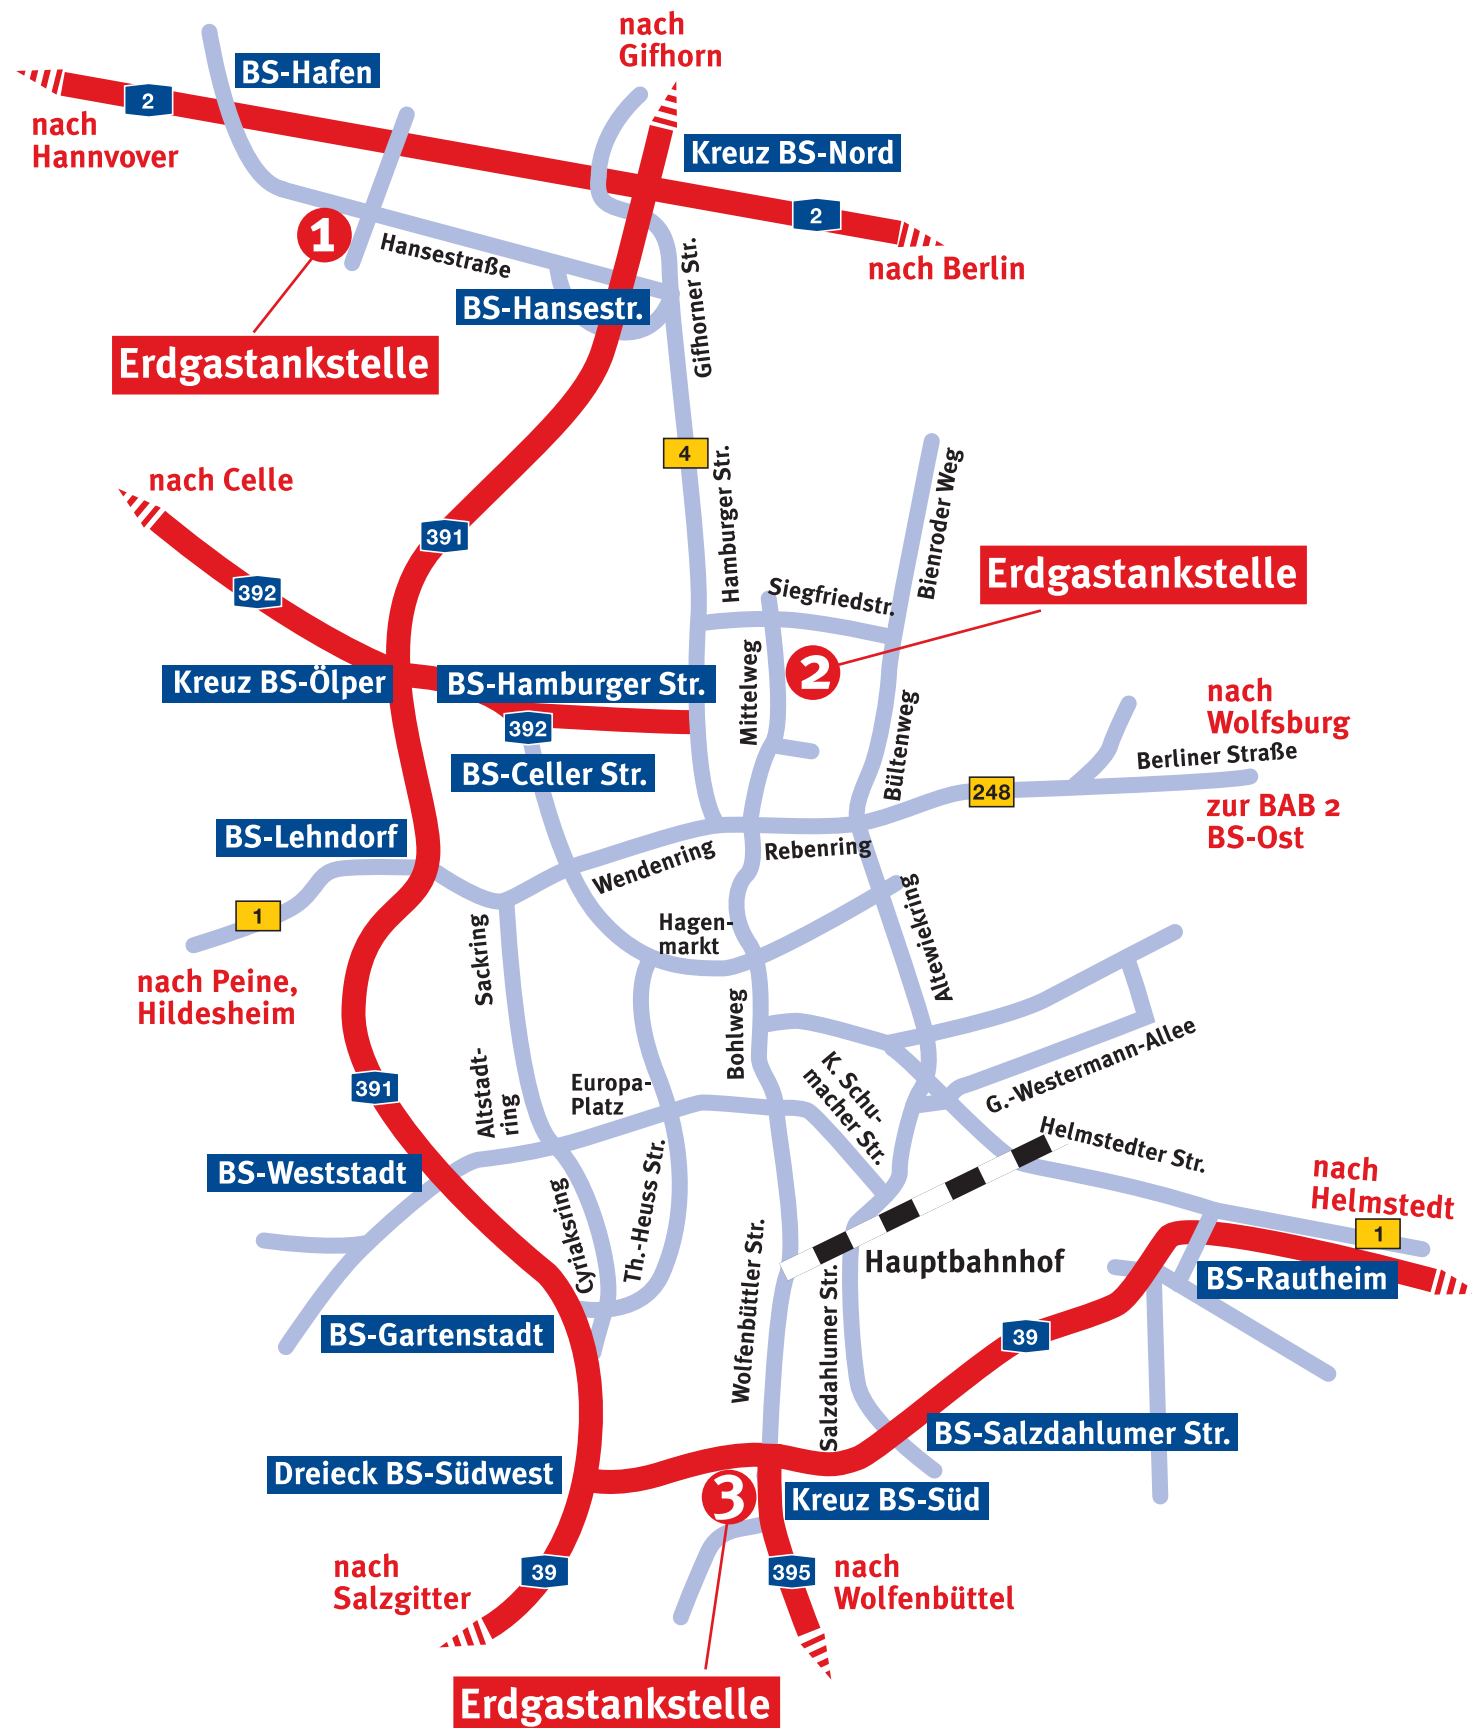 nach
Gifhorn
BS-Hafen
2
nach
Hannvover
Kreuz BS-Nord
2
nach Berlin
1
Hansestraße
BS-Hansestr.
Gifhorner Str.
Erdgastankstelle
4
nach Celle
391
392
Hamburger Str.
Bienroder Weg
Siegfriedstr.
Erdgastankstelle
2
Mittelweg
Kreuz BS-Ölper
BS-Hamburger Str.
392
BS-Celler Str.
Bültenweg
nach
Wolfsburg
Berliner Straße
248
zur BAB 2
BS-Ost
BS-Lehndorf
Wendenring
Rebenring
1
nach Peine,
Hildesheim
Sackring
Hagen-
markt
Altewiekring
Bohlweg
391
Altstadt-
ring
Europa-
Platz
K. Schu-
macher Str.
G.-Westermann-Allee
Helmstedter Str.
BS-Weststadt
Cyriaksring
Th.-Heuss Str.
nach
Helmstedt
1
Wolfenbüttler Str.
Hauptbahnhof
Salzdahlumer Str.
BS-Rautheim
BS-Gartenstadt
39
BS-Salzdahlumer Str.
Dreieck BS-Südwest
3
Kreuz BS-Süd
nach
Salzgitter
39
395
nach
Wolfenbüttel
Erdgastankstelle